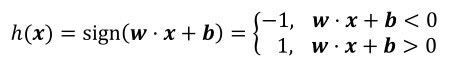 h(x) = sign(w · x + b) = {−1, w · x + b < 0
1, w · x + b > 0